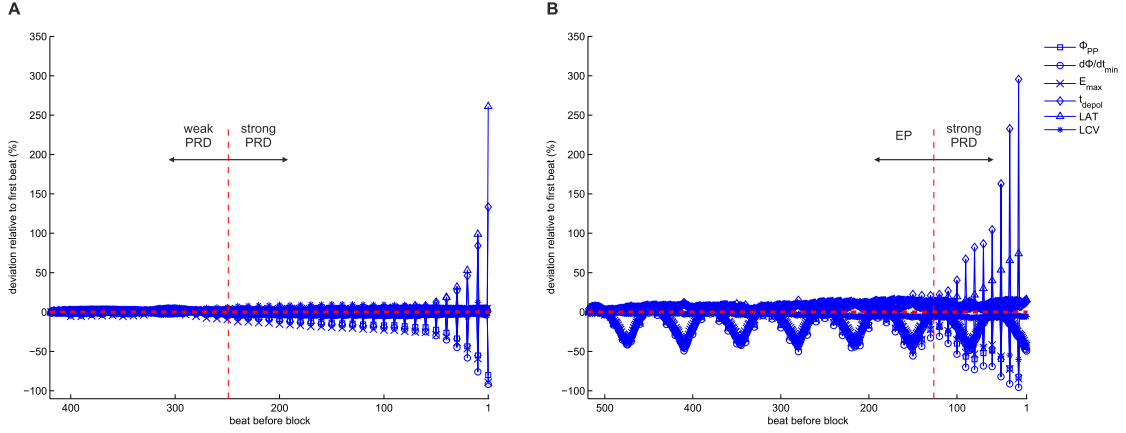 A
350
300
250
200
150
100
50
0
−50
−100
deviation relative to first beat (%)
weak PRD
strong PRD
400
300
200
100
1
beat before block
B
350
300
250
200
150
100
50
0
−50
−100
deviation relative to first beat (%)
EP
strong PRD
500
400
300
200
100
1
beat before block
Φ_PP
dΦ/dt_min
E_max
t_depol
LAT
LCV